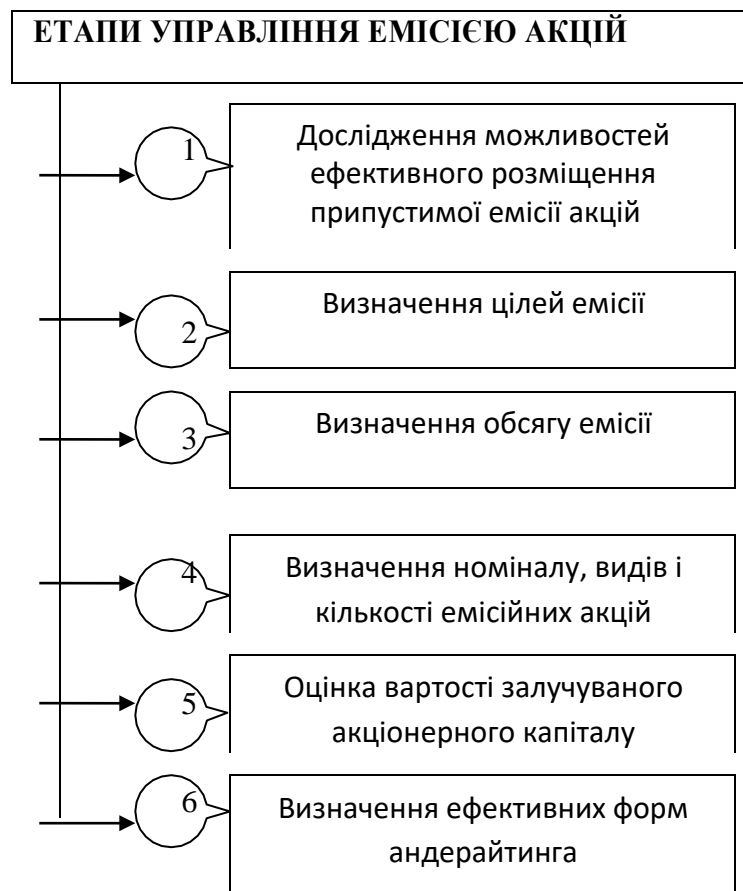 ЕТАПИ УПРАВЛІННЯ ЕМІСІЄЮ АКЦІЙ
1
Дослідження можливостей
ефективного розміщення
припустимої емісії акцій
2
Визначення цілей емісії
3
Визначення обсягу емісії
4
Визначення номіналу, видів і
кількості емісійних акцій
5
Оцінка вартості залучуваного
акціонерного капіталу
6
Визначення ефективних форм
андерайтинга